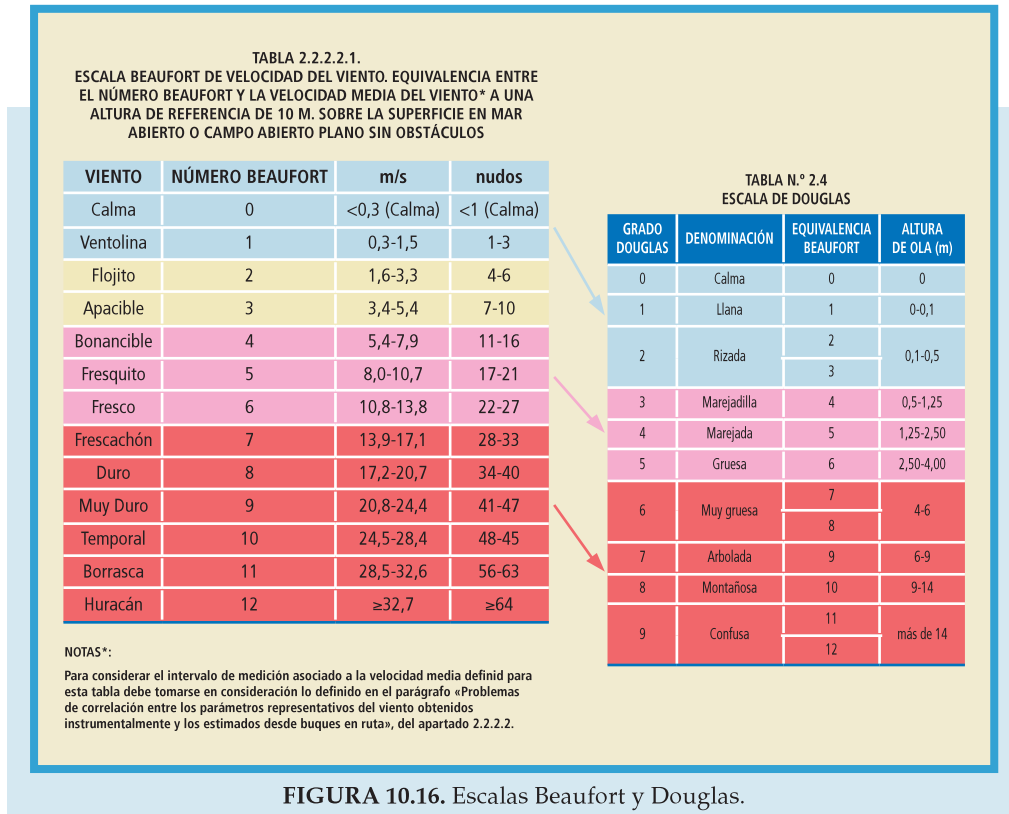 TABLA 2.2.2.2.1.
ESCALA BEAUFORT DE VELOCIDAD DEL VIENTO. EQUIVALENCIA ENTRE
EL NÚMERO BEAUFORT Y LA VELOCIDAD MEDIA DEL VIENTO* A UNA
ALTURA DE REFERENCIA DE 10 M. SOBRE LA SUPERFICIE EN MAR
ABIERTO O CAMPO ABIERTO PLANO SIN OBSTÁCULOS
VIENTO NÚMERO BEAUFORT m/s nudos
Calma 0 <0,3 (Calma) <1 (Calma)
Ventolina 1 0,3-1,5 1-3
Flojito 2 1,6-3,3 4-6
Apacible 3 3,4-5,4 7-10
Bonancible 4 5,4-7,9 11-16
Fresquito 5 8,0-10,7 17-21
Fresco 6 10,8-13,8 22-27
Frescachón 7 13,9-17,1 28-33
Duro 8 17,2-20,7 34-40
Muy Duro 9 20,8-24,4 41-47
Temporal 10 24,5-28,4 48-45
Borrasca 11 28,5-32,6 56-63
Huracán 12 ≥32,7 ≥64
NOTAS*:
Para considerar el intervalo de medición asociado a la velocidad media definid para
esta tabla debe tomarse en consideración lo definido en el parágrafo «Problemas
de correlación entre los parámetros representativos del viento obtenidos
instrumentalmente y los estimados desde buques en ruta», del apartado 2.2.2.2.
TABLA N.º 2.4
ESCALA DE DOUGLAS
GRADO DOUGLAS DENOMINACIÓN EQUIVALENCIA BEAUFORT ALTURA DE OLA (m)
0 Calma 0 0
1 Llana 1 0-0,1
2 Rizada 2 0,1-0,5
3
3 Marejadilla 4 0,5-1,25
4 Marejada 5 1,25-2,50
5 Gruesa 6 2,50-4,00
6 Muy gruesa 7 4-6
8
7 Arbolada 9 6-9
8 Montañosa 10 9-14
9 Confusa 11 más de 14
12
FIGURA 10.16. Escalas Beaufort y Douglas.